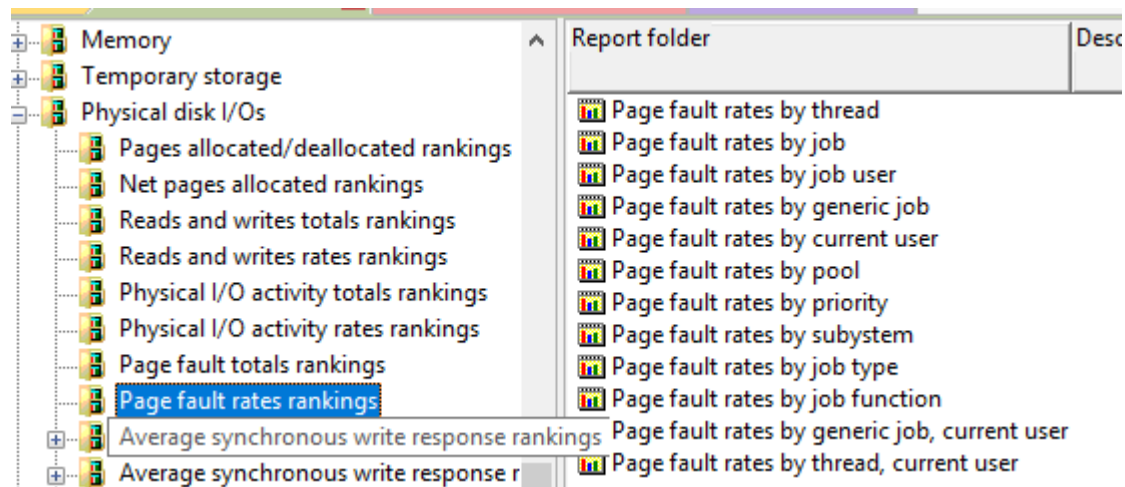 Memory
Temporary storage
Physical disk I/Os
Pages allocated/deallocated rankings
Net pages allocated rankings
Reads and writes totals rankings
Reads and writes rates rankings
Physical I/O activity totals rankings
Physical I/O activity rates rankings
Page fault totals rankings
Page fault rates rankings
Average synchronous write response rankings
Average synchronous write response r
Report folder
Desc
Page fault rates by thread
Page fault rates by job
Page fault rates by job user
Page fault rates by generic job
Page fault rates by current user
Page fault rates by pool
Page fault rates by priority
Page fault rates by subystem
Page fault rates by job type
Page fault rates by job function
Page fault rates by generic job, current user
Page fault rates by thread, current user